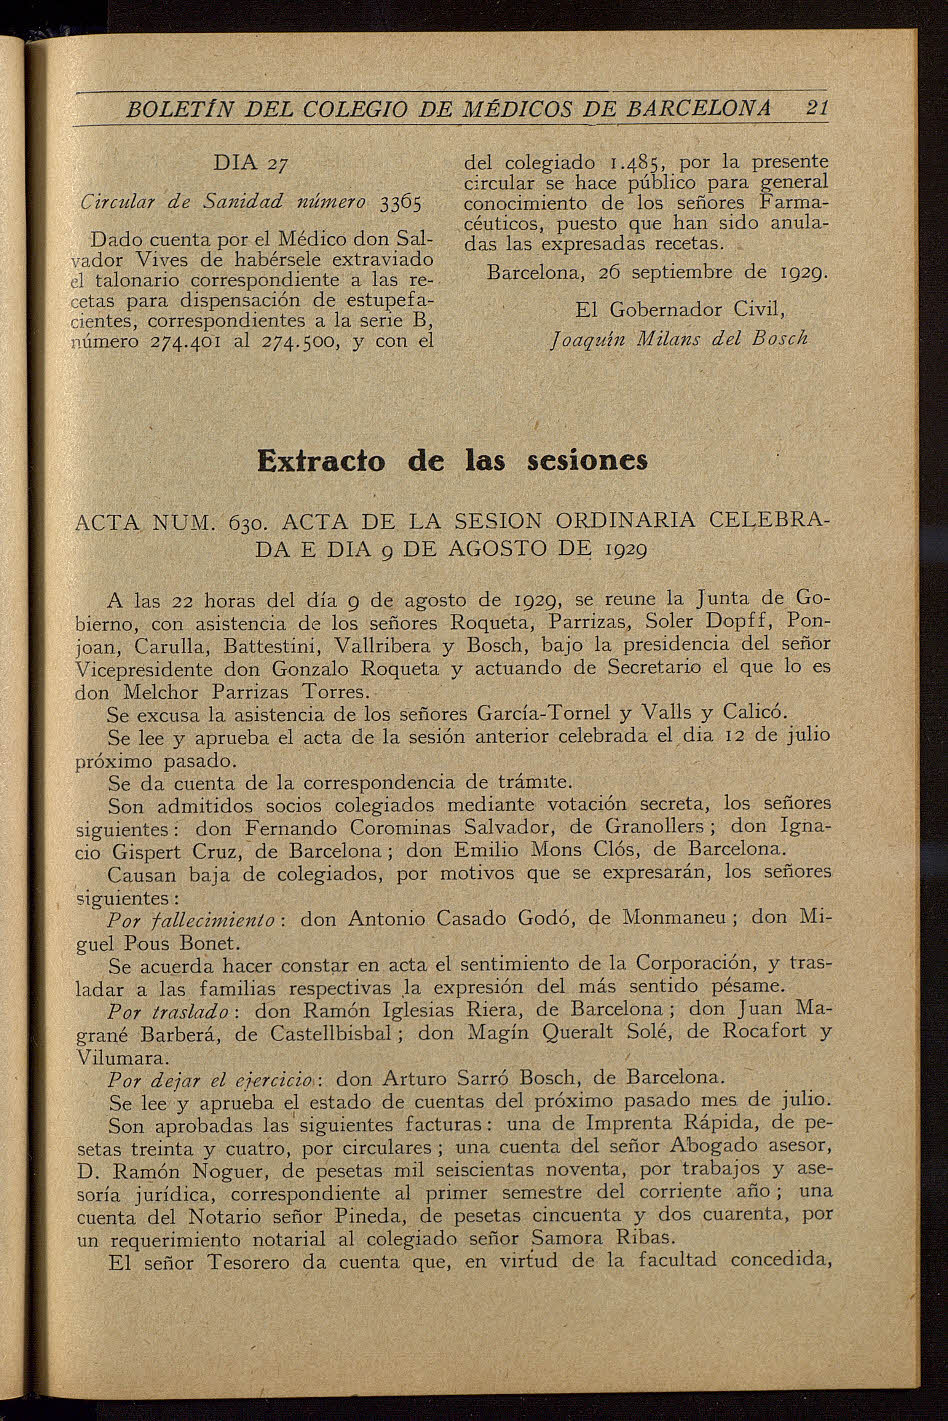 BOLETÍN DEL COLEGIO DE MÉDICOS DE BARCELONA 21
DIA 27
Circular de Sanidad número 3365
Dado cuenta por el Médico don Sal-
vador Vives de habérsele extraviado
el talonario correspondiente a las re-
cetas para dispensación de estupefa-
cientes, correspondientes a la serie B,
número 274.401 al 274.500, y con el
del colegiado 1.485, por la presente
circular se hace público para general
conocimiento de los señores Farma-
céuticos, puesto que han sido anula-
das las expresadas recetas.
Barcelona, 26 septiembre de 1929.
El Gobernador Civil,
Joaquín Milans del Bosch
Extracto de las sesiones
ACTA NUM. 630. ACTA DE LA SESION ORDINARIA CELEBRA-
DA E DIA 9 DE AGOSTO DE 1929
A las 22 horas del día 9 de agosto de 1929, se reune la Junta de Go-
bierno, con asistencia de los señores Roqueta, Parrizas, Soler Dopff, Pon-
joan, Carulla, Battestini, Vallribera y Bosch, bajo la presidencia del señor
Vicepresidente don Gonzalo Roqueta y actuando de Secretario el que lo es
don Melchor Parrizas Torres.
Se excusa la asistencia de los señores García-Tornel y Valls y Calicó.
Se lee y aprueba el acta de la sesión anterior celebrada el dia 12 de julio
próximo pasado.
Se da cuenta de la correspondencia de trámite.
Son admitidos socios colegiados mediante votación secreta, los señores
siguientes: don Fernando Corominas Salvador, de Granollers; don Igna-
cio Gispert Cruz, de Barcelona; don Emilio Mons Clós, de Barcelona.
Causan baja de colegiados, por motivos que se expresarán, los señores
siguientes:
Por fallecimiento: don Antonio Casado Godó, de Monmaneu; don Mi-
guel Pous Bonet.
Se acuerda hacer constar en acta el sentimiento de la Corporación, y tras-
ladar a las familias respectivas la expresión del más sentido pésame.
Por traslado: don Ramón Iglesias Riera, de Barcelona; don Juan Ma-
grané Barberá, de Castellbisbal; don Magín Queralt Solé, de Rocafort y
Vilumara.
Por dejar el ejercicio: don Arturo Sarró Bosch, de Barcelona.
Se lee y aprueba el estado de cuentas del próximo pasado mes de julio.
Son aprobadas las siguientes facturas: una de Imprenta Rápida, de pe-
setas treinta y cuatro, por circulares; una cuenta del señor Abogado asesor,
D. Ramón Noguer, de pesetas mil seiscientas noventa, por trabajos y ase-
soría jurídica, correspondiente al primer semestre del corriente año; una
cuenta del Notario señor Pineda, de pesetas cincuenta y dos cuarenta, por
un requerimiento notarial al colegiado señor Samora Ribas.
El señor Tesorero da cuenta que, en virtud de la facultad concedida,